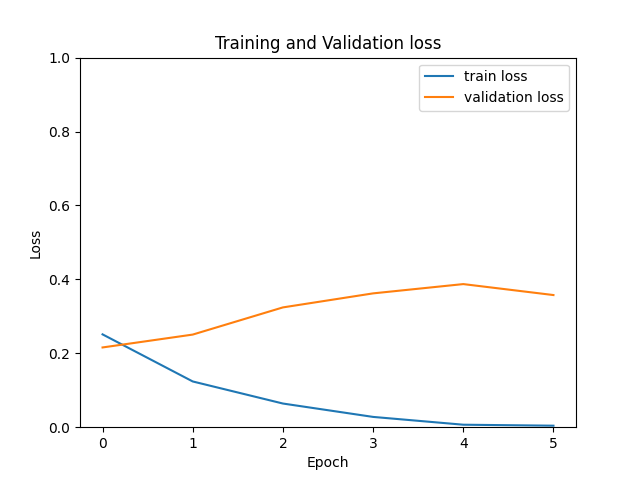 Training and Validation loss
train loss
validation loss
1.0
0.8
0.6
0.4
0.2
0.0
Loss
0 1 2 3 4 5
Epoch